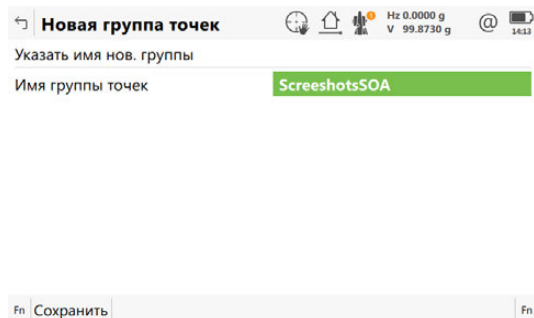 Новая группа точек
Hz 0.0000 g
V 99.8730 g
@
14:13
Указать имя нов. группы
Имя группы точек ScreeshotsSOA
Fn Сохранить Fn